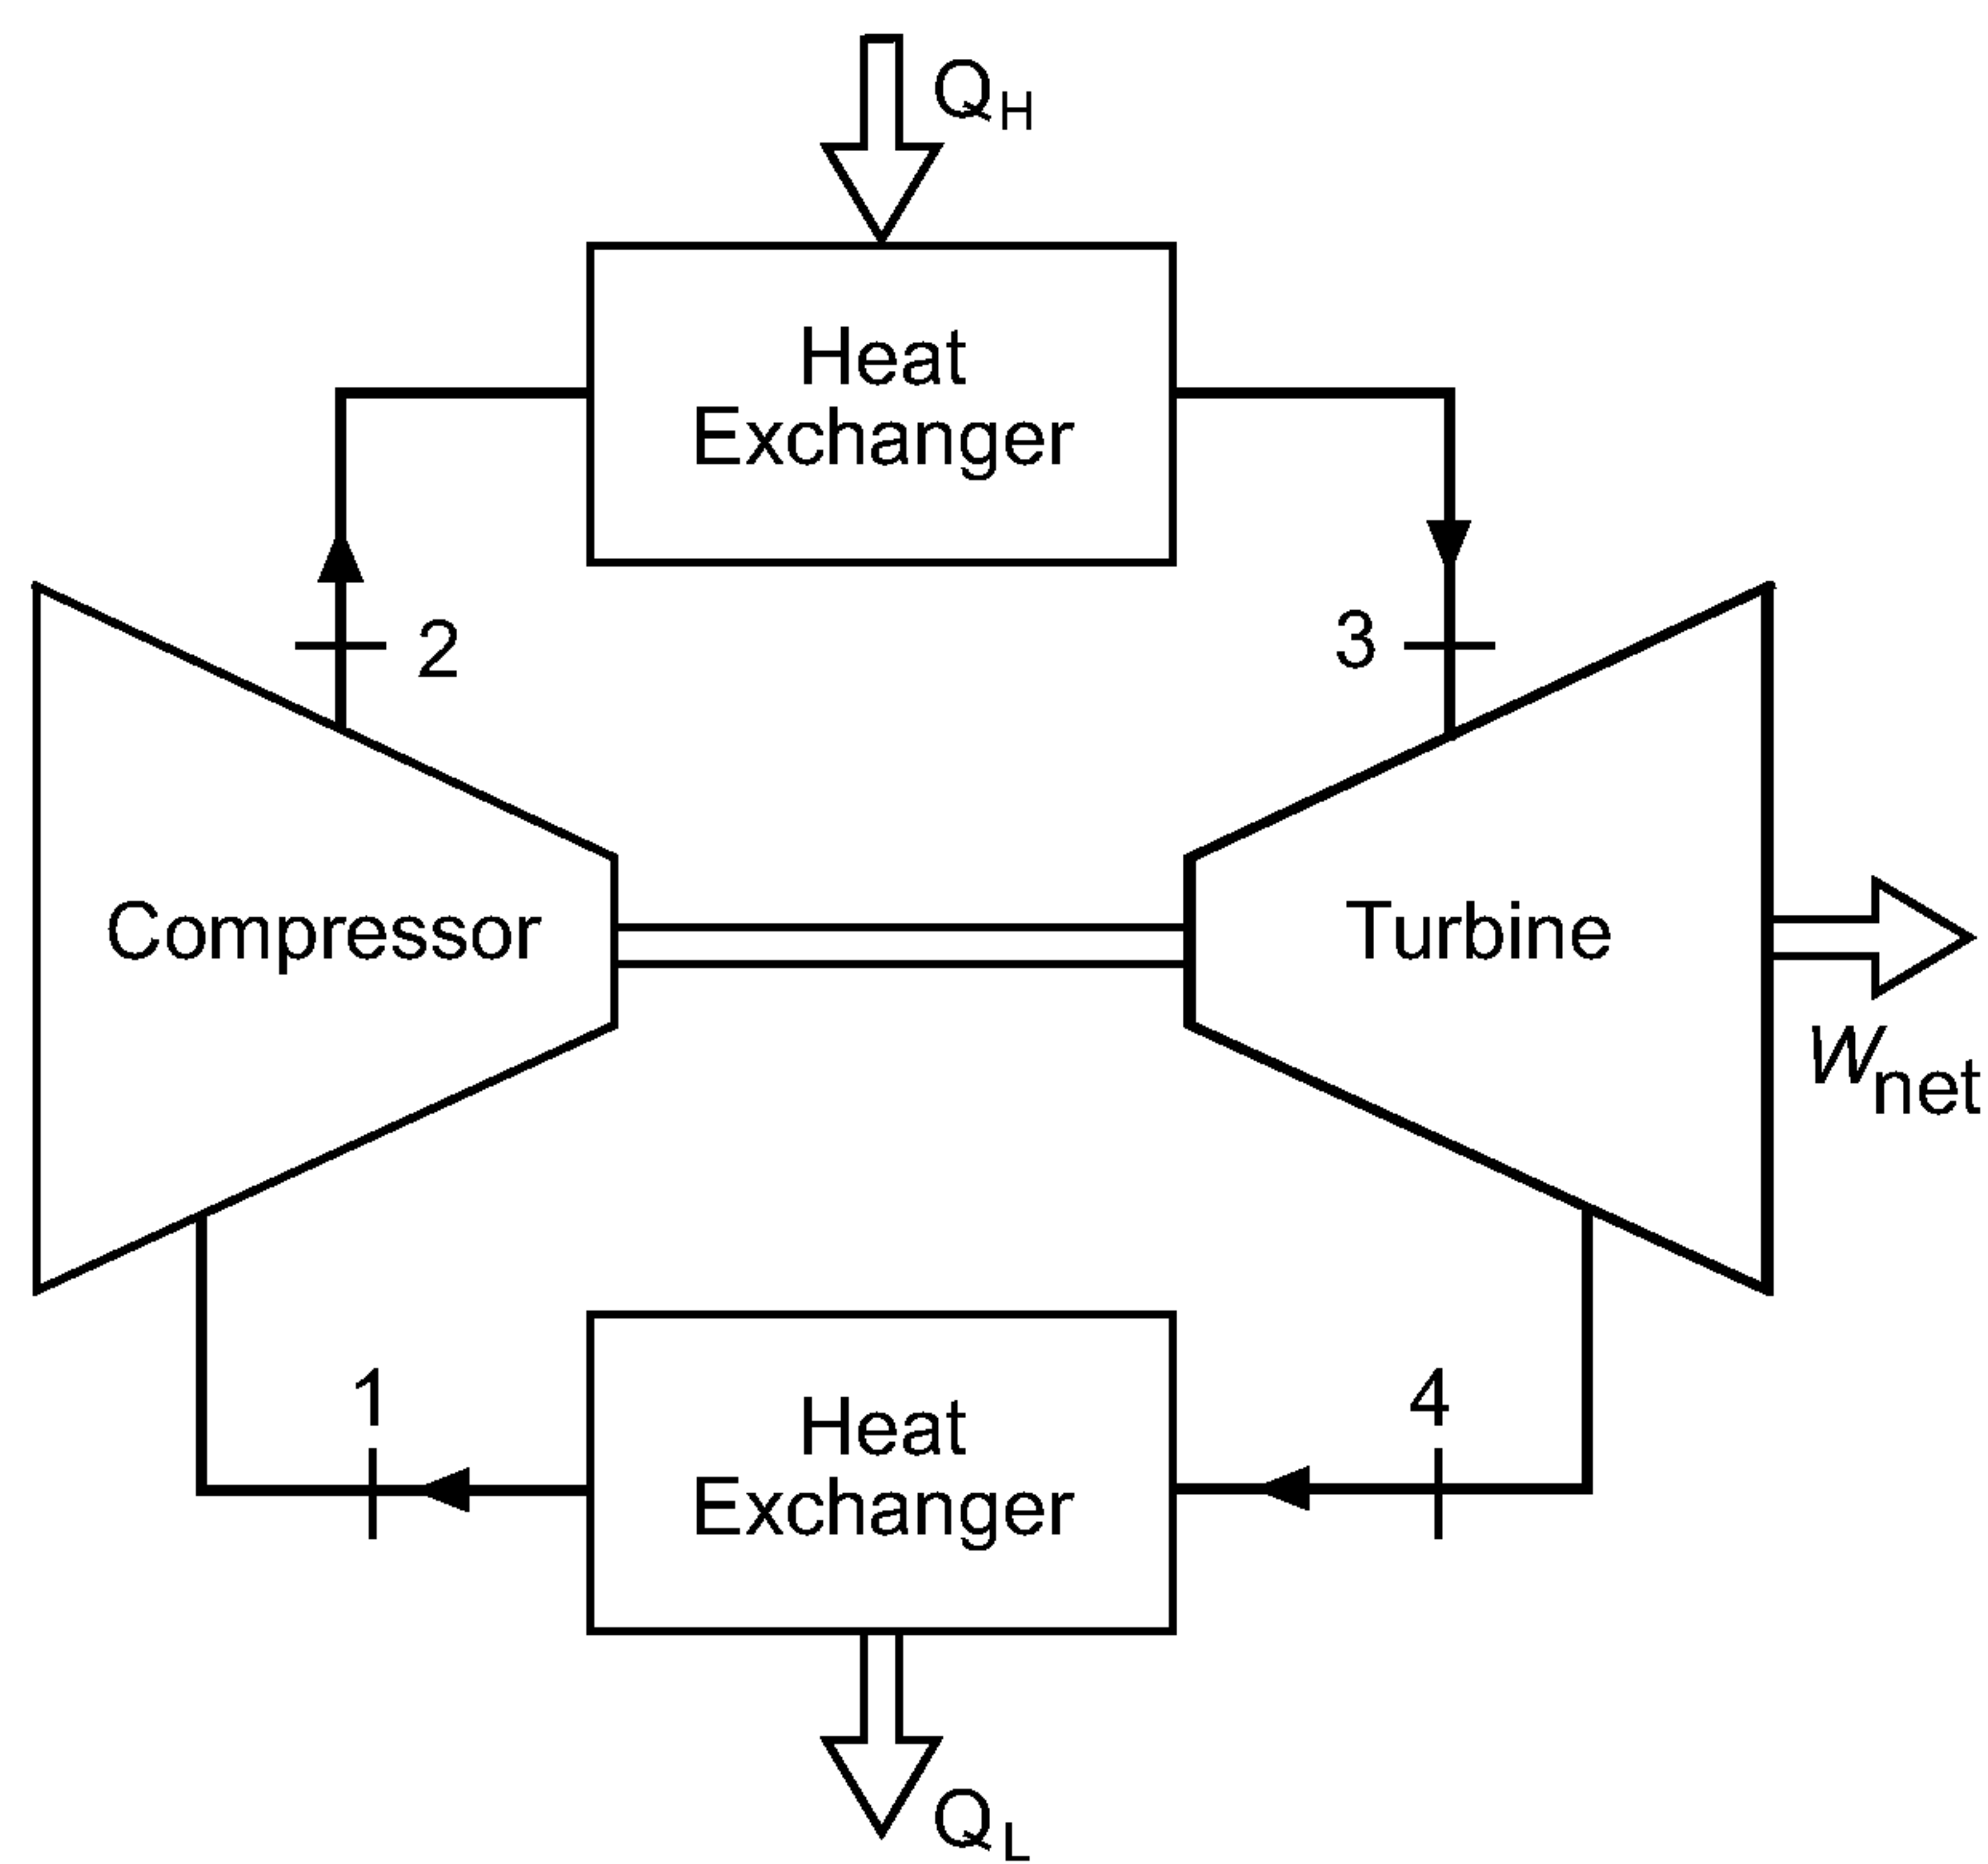 QH
Heat
Exchanger
2
3
Compressor
Turbine
Wnet
1
4
Heat
Exchanger
QL